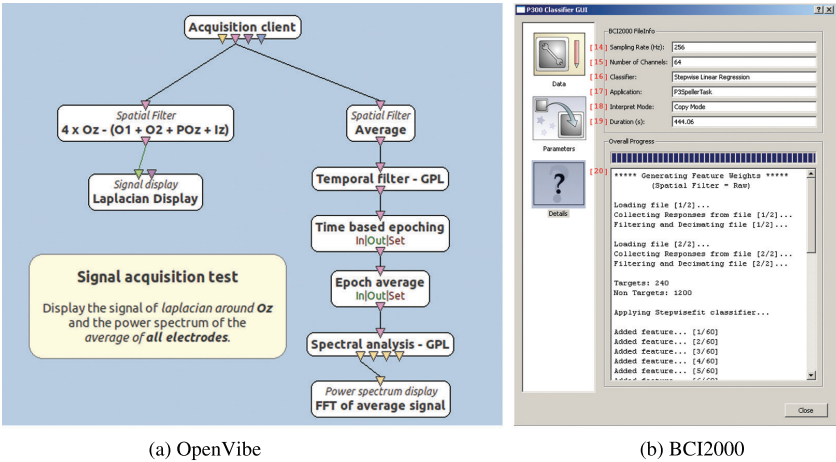 Acquisition client
Spatial Filter
4 x Oz - (O1 + O2 + POz + Iz)
Signal display
Laplacian Display
Spatial Filter
Average
Temporal filter - GPL
Time based epoching
In|Out|Set
Epoch average
In|Out|Set
Spectral analysis - GPL
Power spectrum display
FFT of average signal
Signal acquisition test
Display the signal of laplacian around Oz
and the power spectrum of the
average of all electrodes.
(a) OpenVibe
P300 Classifier GUI
Data
Parameters
Details
BCI2000 FileInfo
[14] Sampling Rate (Hz): 256
[15] Number of Channels: 64
[16] Classifier: Stepwise Linear Regression
[17] Application: P3SpellerTask
[18] Interpret Mode: Copy Mode
[19] Duration (s): 444.06
Overall Progress
[20]
***** Generating Feature Weights *****
(Spatial Filter = Raw)
Loading file [1/2]...
Collecting Responses from file [1/2]...
Filtering and Decimating file [1/2]...
Loading file [2/2]...
Collecting Responses from file [2/2]...
Filtering and Decimating file [2/2]...
Targets: 240
Non Targets: 1200
Applying Stepwisefit classifier...
Added feature... [1/60]
Added feature... [2/60]
Added feature... [3/60]
Added feature... [4/60]
Added feature... [5/60]
Added feature... [6/60]
Close
(b) BCI2000